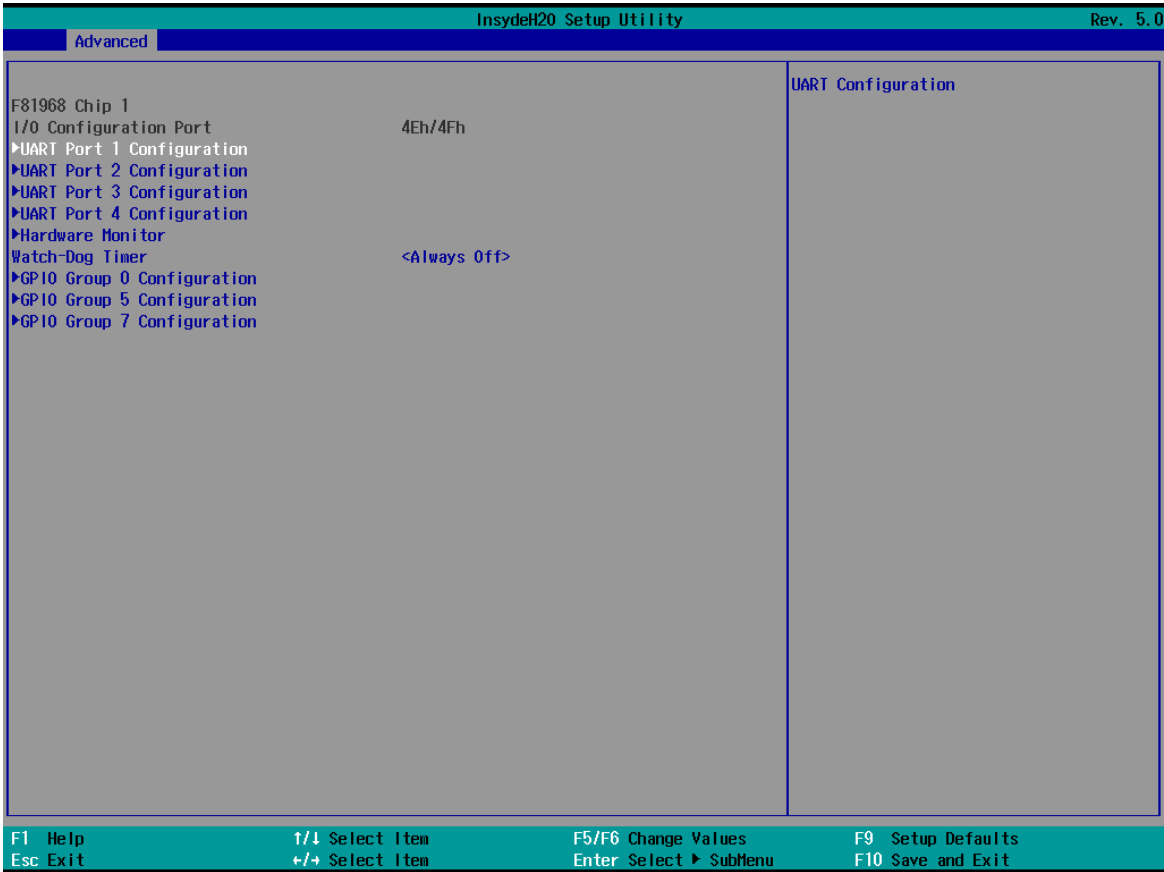 InsydeH20 Setup Utility Rev. 5.0
Advanced
UART Configuration
F81968 Chip 1
I/O Configuration Port 4Eh/4Fh
▶UART Port 1 Configuration
▶UART Port 2 Configuration
▶UART Port 3 Configuration
▶UART Port 4 Configuration
▶Hardware Monitor
Watch-Dog Timer <Always Off>
▶GPIO Group 0 Configuration
▶GPIO Group 5 Configuration
▶GPIO Group 7 Configuration
F1 Help ↑/↓ Select Item F5/F6 Change Values F9 Setup Defaults
Esc Exit ←/→ Select Item Enter Select ▶ SubMenu F10 Save and Exit